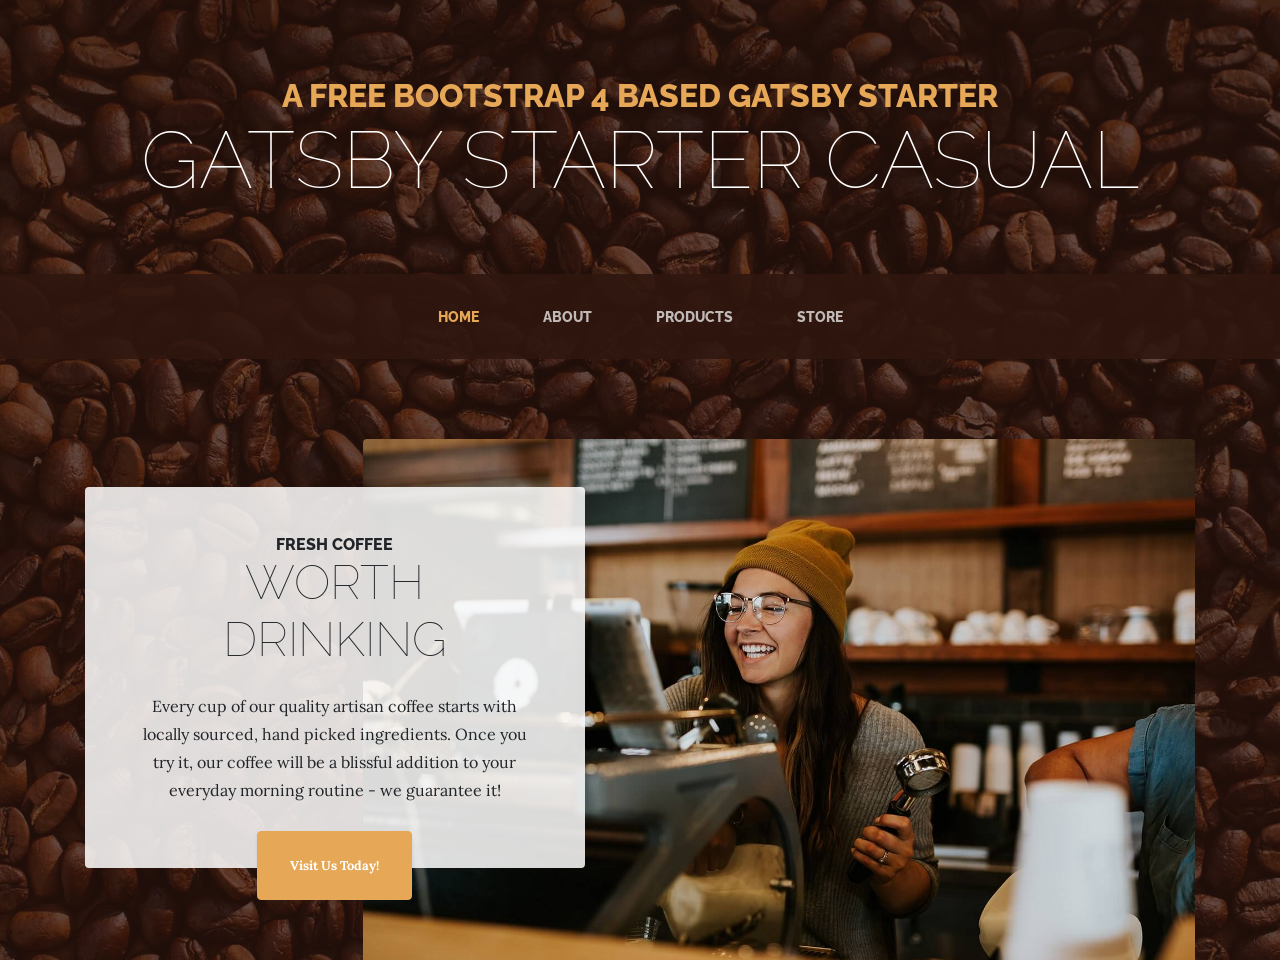 A FREE BOOTSTRAP 4 BASED GATSBY STARTER
GATSBY STARTER CASUAL
HOME ABOUT PRODUCTS STORE
FRESH COFFEE
WORTH
DRINKING
Every cup of our quality artisan coffee starts with
locally sourced, hand picked ingredients. Once you
try it, our coffee will be a blissful addition to your
everyday morning routine - we guarantee it!
Visit Us Today!